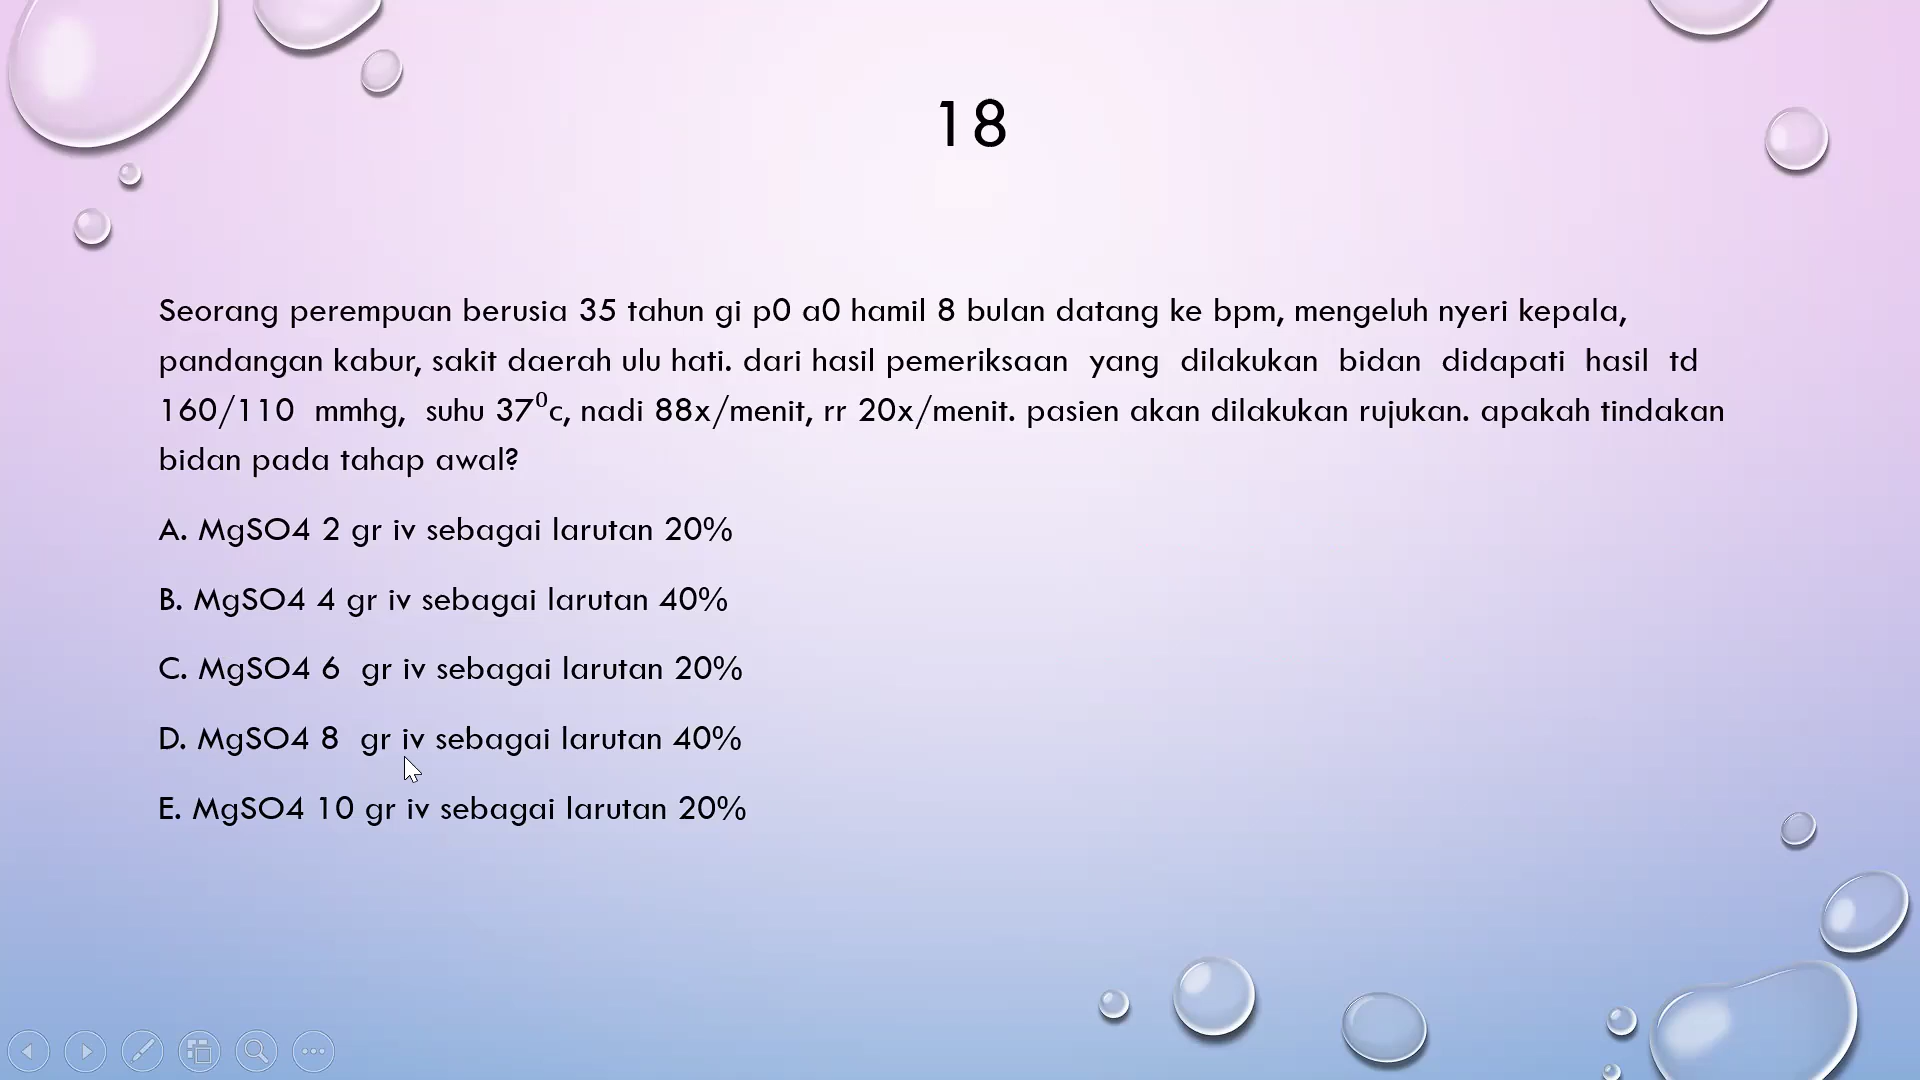 18
Seorang perempuan berusia 35 tahun gi p0 a0 hamil 8 bulan datang ke bpm, mengeluh nyeri kepala,
pandangan kabur, sakit daerah ulu hati. dari hasil pemeriksaan yang dilakukan bidan didapati hasil td
160/110 mmhg, suhu 37⁰c, nadi 88x/menit, rr 20x/menit. pasien akan dilakukan rujukan. apakah tindakan
bidan pada tahap awal?
A. MgSO4 2 gr iv sebagai larutan 20%
B. MgSO4 4 gr iv sebagai larutan 40%
C. MgSO4 6 gr iv sebagai larutan 20%
D. MgSO4 8 gr iv sebagai larutan 40%
E. MgSO4 10 gr iv sebagai larutan 20%